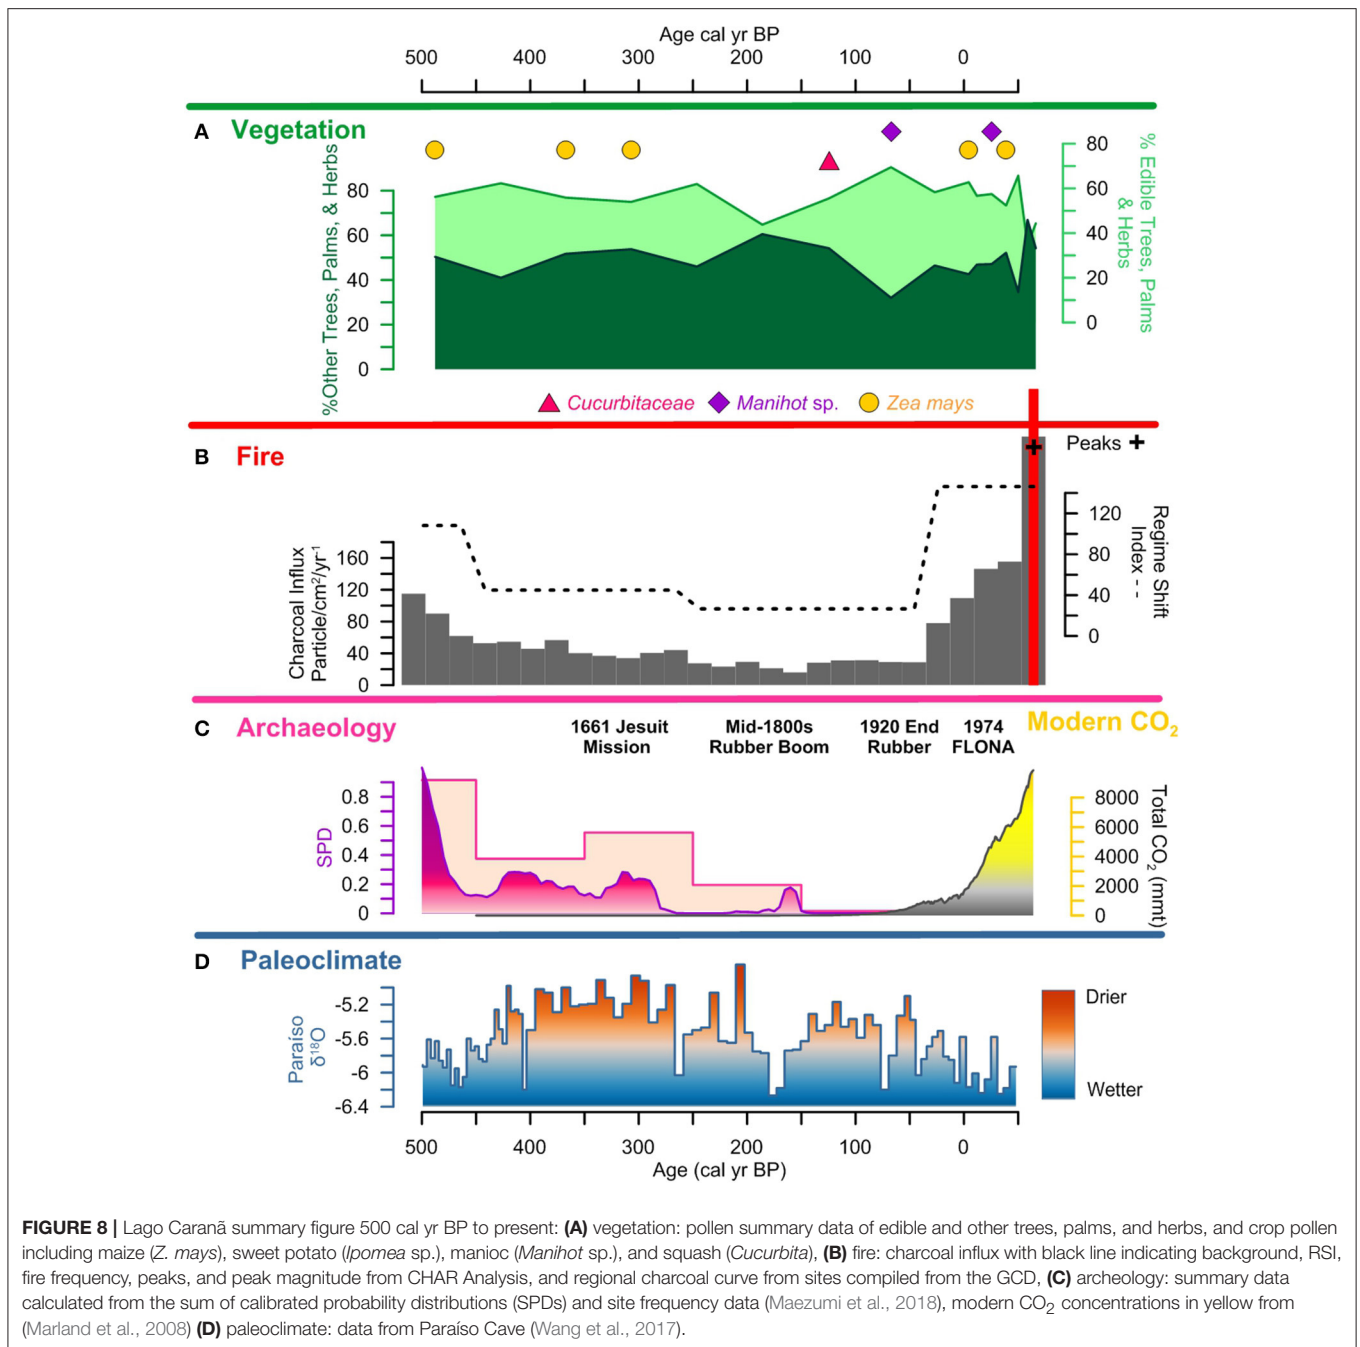 Age cal yr BP
500 400 300 200 100 0
A Vegetation
%Other Trees, Palms, & Herbs
80
60
40
20
0
80
60
40
20
0
% Edible Trees, Palms
& Herbs
Cucurbitaceae Manihot sp. Zea mays
B Fire
Peaks +
Charcoal Influx
Particle/cm²/yr⁻¹
160
120
80
40
0
120
80
40
0
Regime Shift
Index - -
C Archaeology
1661 Jesuit
Mission
Mid-1800s
Rubber Boom
1920 End
Rubber
1974
FLONA
Modern CO₂
SPD
0.8
0.6
0.4
0.2
0
8000
6000
4000
2000
0
Total CO₂ (mmt)
D Paleoclimate
Paraíso
δ¹⁸O
-5.2
-5.6
-6
-6.4
Drier
Wetter
500 400 300 200 100 0
Age (cal yr BP)
FIGURE 8 | Lago Caranã summary figure 500 cal yr BP to present: (A) vegetation: pollen summary data of edible and other trees, palms, and herbs, and crop pollen
including maize (Z. mays), sweet potato (Ipomea sp.), manioc (Manihot sp.), and squash (Cucurbita), (B) fire: charcoal influx with black line indicating background, RSI,
fire frequency, peaks, and peak magnitude from CHAR Analysis, and regional charcoal curve from sites compiled from the GCD, (C) archeology: summary data
calculated from the sum of calibrated probability distributions (SPDs) and site frequency data (Maezumi et al., 2018), modern CO₂ concentrations in yellow from
(Marland et al., 2008) (D) paleoclimate: data from Paraíso Cave (Wang et al., 2017).